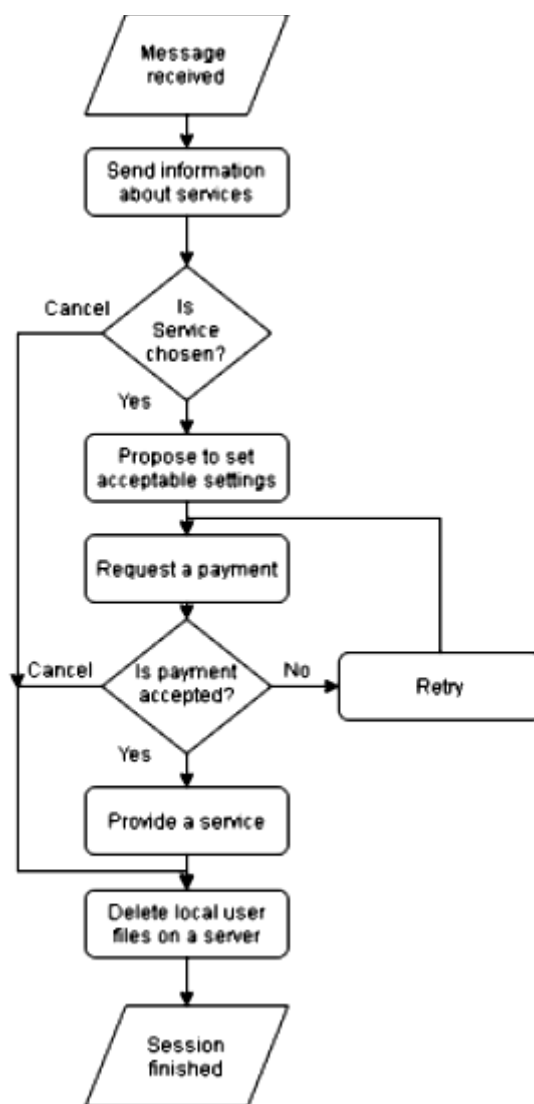 Message
received
Send information
about services
Cancel
Is
Service
chosen?
Yes
Propose to set
acceptable settings
Request a payment
Cancel
Is payment
accepted?
No
Retry
Yes
Provide a service
Delete local user
files on a server
Session
finished